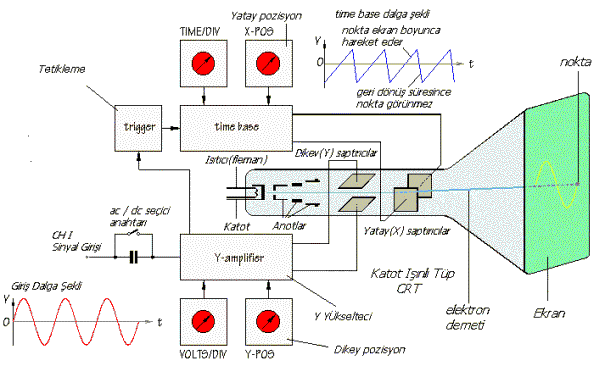 Yatay pozisyon
TIME/DIV
X-POS
time base dalga şekli
nokta ekran boyunca
hareket eder
Y
0
t
geri dönüş süresince
nokta görünmez
nokta
Tetikleme
trigger
time base
Isıtıcı(fleman)
Dikev(Y) saptırıcılar
Katot
Anotlar
Yatay(X) saptırıcılar
ac / dc seçici
anahtarı
CH I
Sinyal Girişi
Y-amplifier
Katot Işınlı Tüp
CRT
elektron
demeti
Ekran
Giriş Dalga Şekli
Y
0
t
Y Yükselteci
VOLTS/DIV
Y-POS
Dikey pozisyon